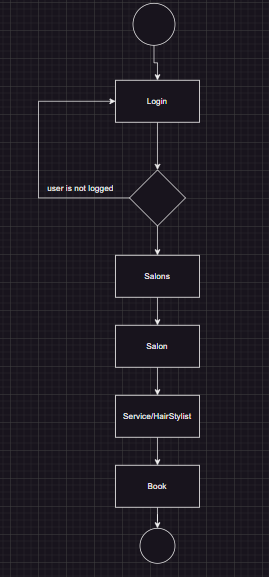 Login
user is not logged
Salons
Salon
Service/HairStylist
Book